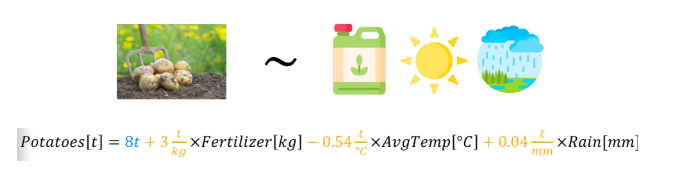 ~
Potatoes[t] = 8t + 3 t/kg ×Fertilizer[kg] − 0.54 t/°C ×AvgTemp[°C] + 0.04 t/mm ×Rain[mm]